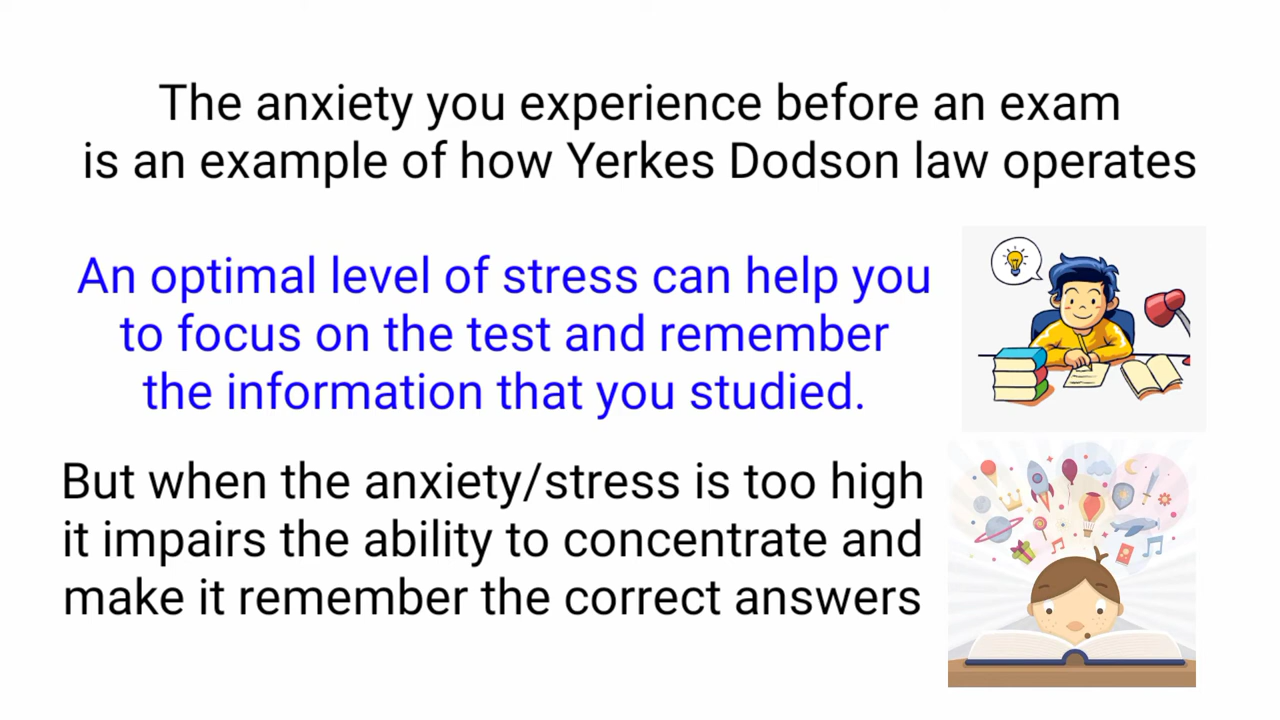 The anxiety you experience before an exam
is an example of how Yerkes Dodson law operates
An optimal level of stress can help you
to focus on the test and remember
the information that you studied.
But when the anxiety/stress is too high
it impairs the ability to concentrate and
make it remember the correct answers